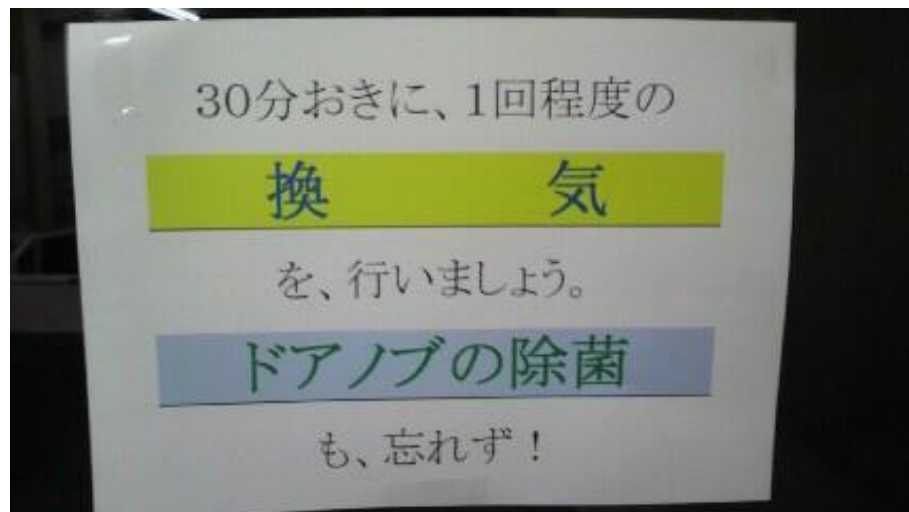 30分おきに、1回程度の
換　　気
を、行いましょう。
ドアノブの除菌
も、忘れず！